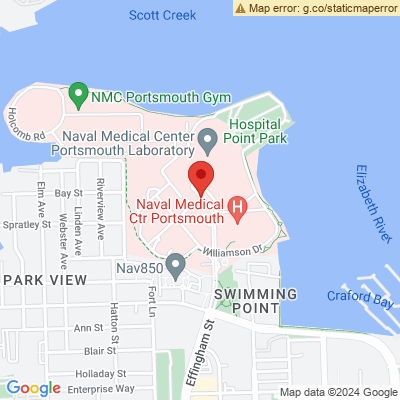 Map error: g.co/staticmaperror
Scott Creek
NMC Portsmouth Gym
Holcomb Rd
Hospital
Point Park
Naval Medical Center
Portsmouth Laboratory
Elizabeth River
Elm Ave
Bay St
Riverview Ave
Linden Ave
Naval Medical
Ctr Portsmouth
H
Spratley St
Webster Ave
Williamson Dr
Nav850
PARK VIEW
Fort Ln
SWIMMING
POINT
Craford Bay
Hatton St
Ann St
Effingham St
Blair St
Holladay St
Enterprise Way
Google
Map data ©2024 Google